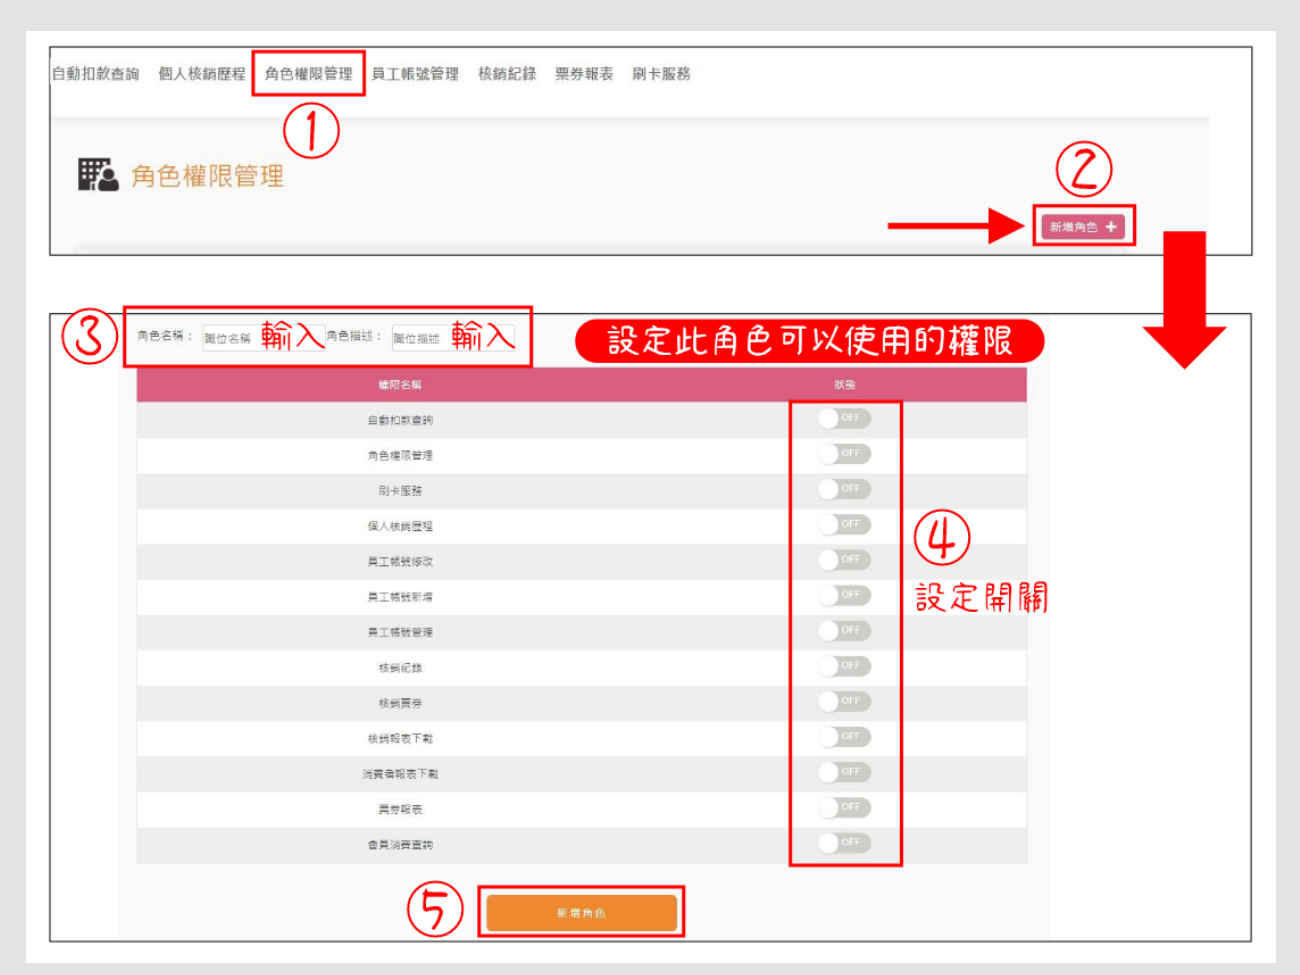 自動扣款查詢 個人核銷歷程 角色權限管理 員工帳號管理 核銷紀錄 票券報表 刷卡服務
①
角色權限管理
②
新增角色 +
③ 角色名稱： 職位名稱 輸入 角色描述： 職位描述 輸入 設定此角色可以使用的權限
權限名稱 狀態
自動扣款查詢 OFF
角色權限管理 OFF
刷卡服務 OFF
個人核銷歷程 OFF
④
員工帳號修改 OFF
員工帳號新增 OFF 設定開關
員工帳號管理 OFF
核銷紀錄 OFF
核銷票券 OFF
核銷報表下載 OFF
消費者報表下載 OFF
票券報表 OFF
會員消費查詢 OFF
⑤ 新增角色